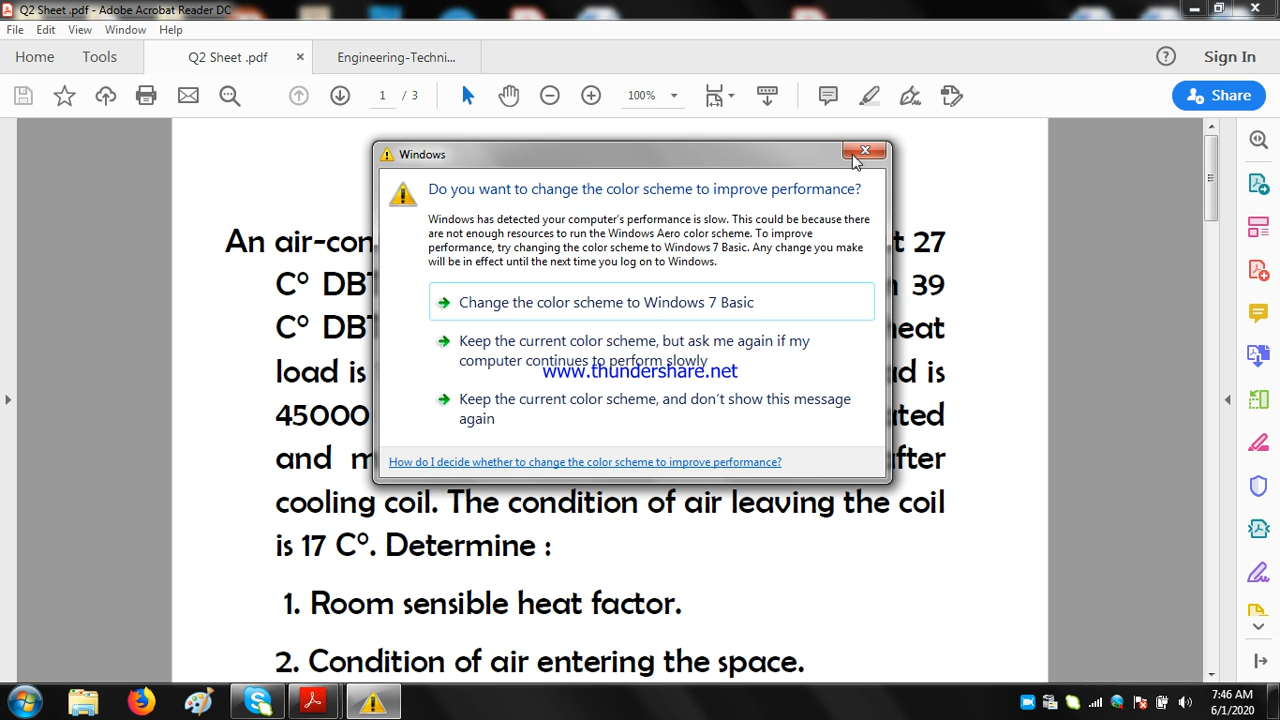 Q2 Sheet .pdf - Adobe Acrobat Reader DC
File Edit View Window Help
Home Tools Q2 Sheet .pdf × Engineering-Techni... Sign In
1 / 3 100% Share
Windows
Do you want to change the color scheme to improve performance?
Windows has detected your computer's performance is slow. This could be because there
are not enough resources to run the Windows Aero color scheme. To improve
performance, try changing the color scheme to Windows 7 Basic. Any change you make
will be in effect until the next time you log on to Windows.
Change the color scheme to Windows 7 Basic
Keep the current color scheme, but ask me again if my
computer continues to perform slowly
www.thundershare.net
Keep the current color scheme, and don't show this message
again
How do I decide whether to change the color scheme to improve performance?
An air-con 27
C° DBT 39
C° DBT heat
load is is
45000
and after
cooling coil. The condition of air leaving the coil
is 17 C°. Determine :
1. Room sensible heat factor.
2. Condition of air entering the space.
7:46 AM
6/1/2020